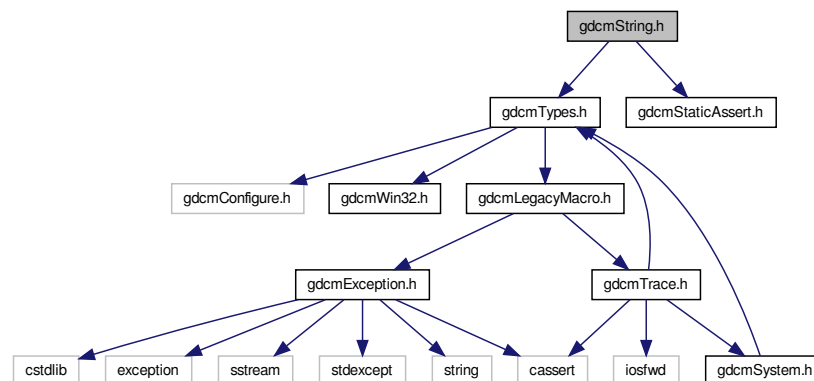 gdcmString.h
gdcmTypes.h
gdcmStaticAssert.h
gdcmConfigure.h
gdcmWin32.h
gdcmLegacyMacro.h
gdcmException.h
gdcmTrace.h
cstdlib
exception
sstream
stdexcept
string
cassert
iosfwd
gdcmSystem.h